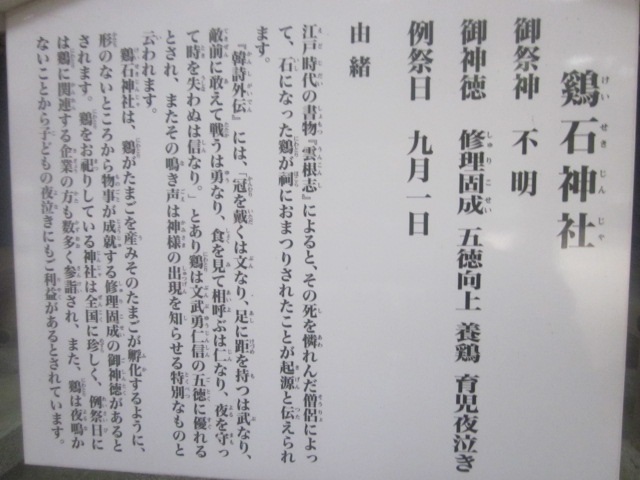 鶏石神社
御祭神 不明
御神徳 修理固成 五徳向上 養鶏 育児夜泣き
例祭日 九月一日
由緒
江戸時代の書物『雲根志』によると、その死を憐れんだ僧侶によっ
て、石になった鶏が祠におまつりされたことが起源と伝えられ
ます。
『韓詩外伝』には、「冠を戴くは文なり、足に距を持つは武なり、
敵前に敢えて戦うは勇なり、食を見て相呼ぶは仁なり、夜を守っ
て時を失わぬは信なり。」とあり鶏は文武勇仁信の五徳に優れる
とされ、またその鳴き声は神様の出現を知らせる特別なものと
云われます。
鶏石神社は、鶏がたまごを産みそのたまごが孵化するように、
形のないところから物事が成就する修理固成の御神徳があると
されます。鶏をお祀りしている神社は全国に珍しく、例祭日に
は鶏に関連する企業の方も数多く参詣され、また、鶏は夜鳴か
ないことから子どもの夜泣きにもご利益があるとされています。